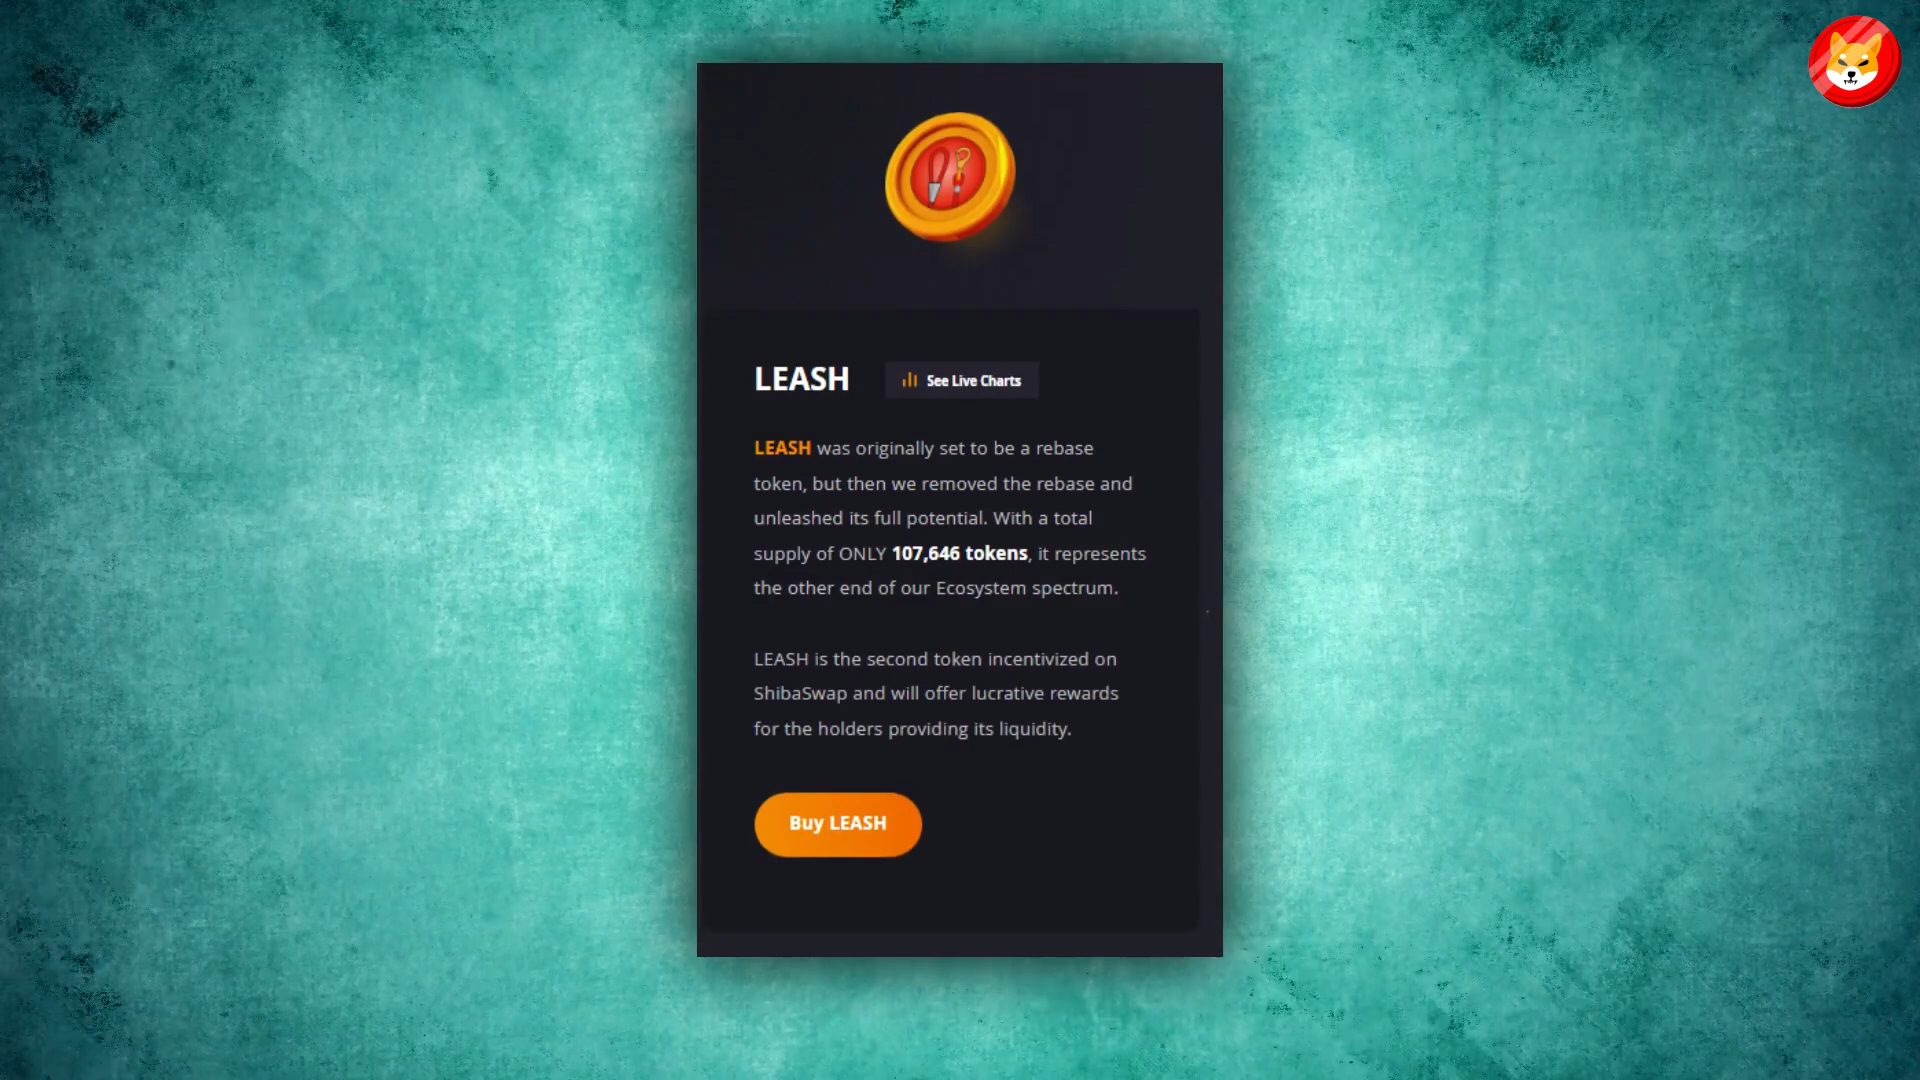 LEASH
See Live Charts
LEASH was originally set to be a rebase
token, but then we removed the rebase and
unleashed its full potential. With a total
supply of ONLY 107,646 tokens, it represents
the other end of our Ecosystem spectrum.
LEASH is the second token incentivized on
ShibaSwap and will offer lucrative rewards
for the holders providing its liquidity.
Buy LEASH